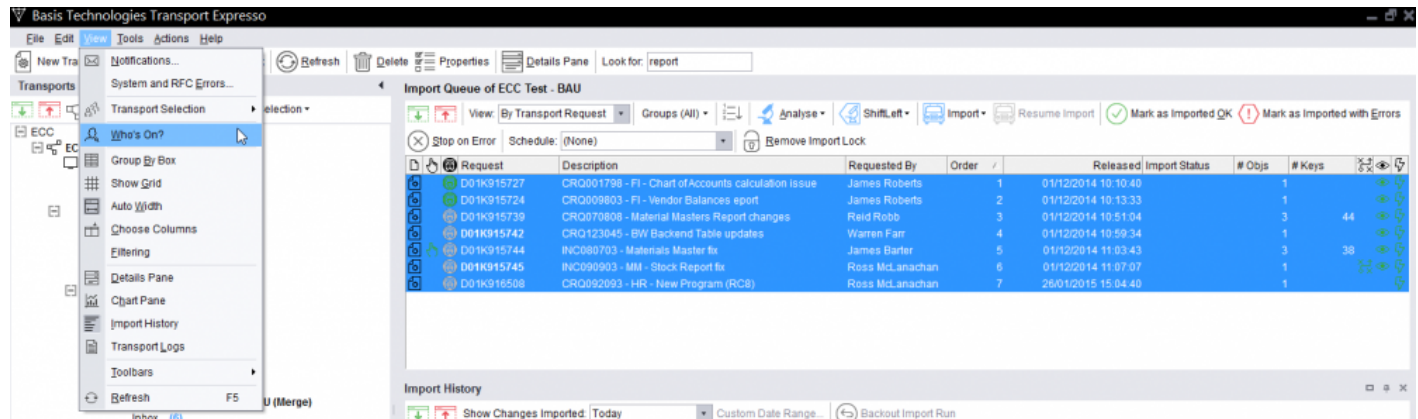 Basis Technologies Transport Expresso
File Edit View Tools Actions Help
New Tra Refresh Delete Properties Details Pane Look for: report
Notifications...
System and RFC Errors...
Transport Selection
Who's On?
Group By Box
Show Grid
Auto Width
Choose Columns
Filtering
Details Pane
Chart Pane
Import History
Transport Logs
Toolbars
Refresh F5
Transports
election
ECC
EC
U (Merge)
Inbox (6)
Import Queue of ECC Test - BAU
View: By Transport Request Groups (All) Analyse ShiftLeft Import Resume Import Mark as Imported OK Mark as Imported with Errors
Stop on Error Schedule: (None) Remove Import Lock
Request Description Requested By Order Released Import Status # Objs # Keys
D01K915727 CRQ001798 - FI - Chart of Accounts calculation issue James Roberts 1 01/12/2014 10:10:40 1
D01K915724 CRQ009803 - FI - Vendor Balances eport James Roberts 2 01/12/2014 10:13:33 1
D01K915739 CRQ070808 - Material Masters Report changes Reid Robb 3 01/12/2014 10:51:04 3 44
D01K915742 CRQ123045 - BW Backend Table updates Warren Farr 4 01/12/2014 10:59:34 1
D01K915744 INC080703 - Materials Master fix James Barter 5 01/12/2014 11:03:43 3 38
D01K915745 INC090903 - MM - Stock Report fix Ross McLanachan 6 01/12/2014 11:07:07 1
D01K916508 CRQ092093 - HR - New Program (RC8) Ross McLanachan 7 26/01/2015 15:04:40 1
Import History
Show Changes Imported: Today Custom Date Range... Backout Import Run